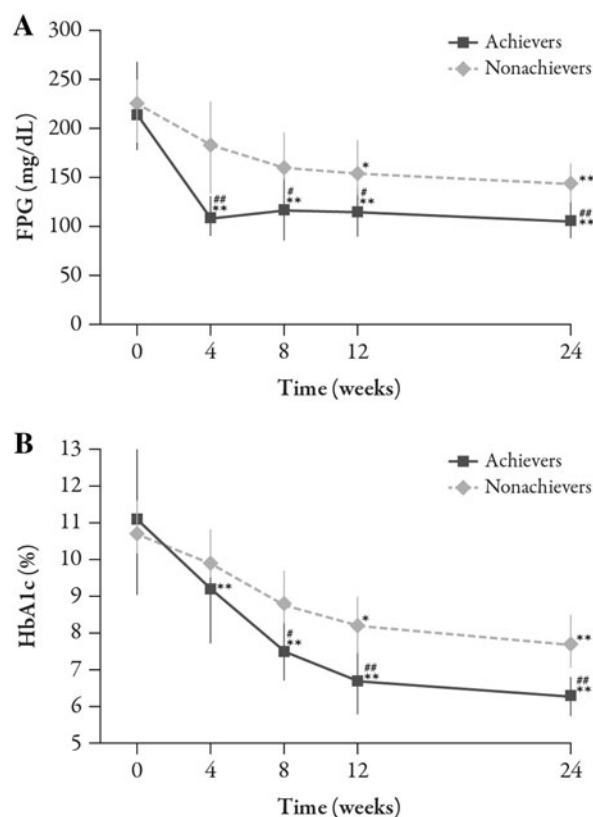 A
Achievers
Nonachievers
300
250
200
150
100
50
0
FPG (mg/dL)
*
**
##
**
#
**
#
**
##
**
0 4 8 12 24
Time (weeks)
B
Achievers
Nonachievers
13
12
11
10
9
8
7
6
5
HbA1c (%)
**
*
**
#
**
##
**
##
**
0 4 8 12 24
Time (weeks)